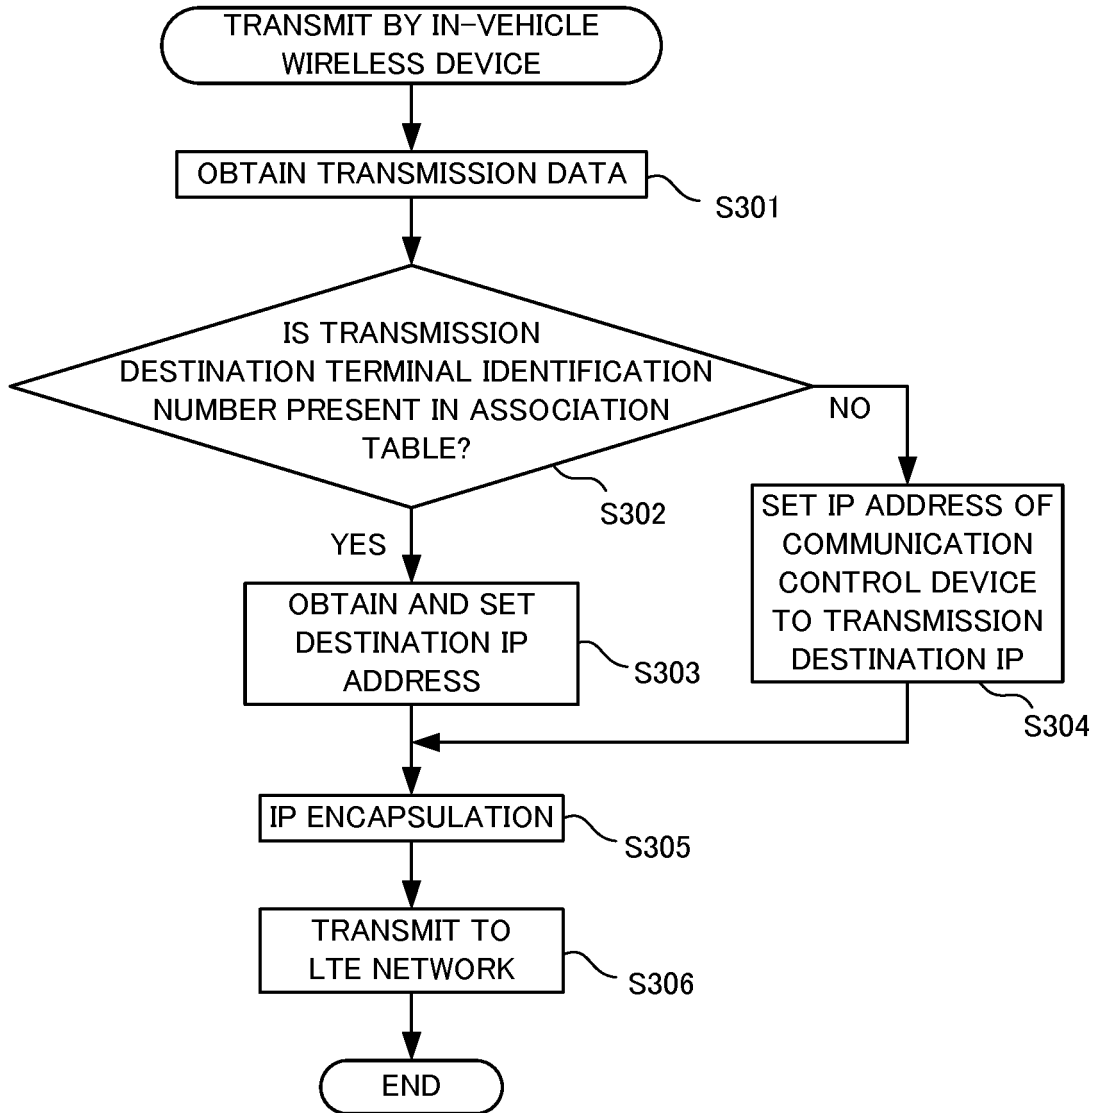 TRANSMIT BY IN-VEHICLE
WIRELESS DEVICE
OBTAIN TRANSMISSION DATA
S301
IS TRANSMISSION
DESTINATION TERMINAL IDENTIFICATION
NUMBER PRESENT IN ASSOCIATION
TABLE?
S302
NO
YES
OBTAIN AND SET
DESTINATION IP
ADDRESS
S303
SET IP ADDRESS OF
COMMUNICATION
CONTROL DEVICE
TO TRANSMISSION
DESTINATION IP
S304
IP ENCAPSULATION
S305
TRANSMIT TO
LTE NETWORK
S306
END